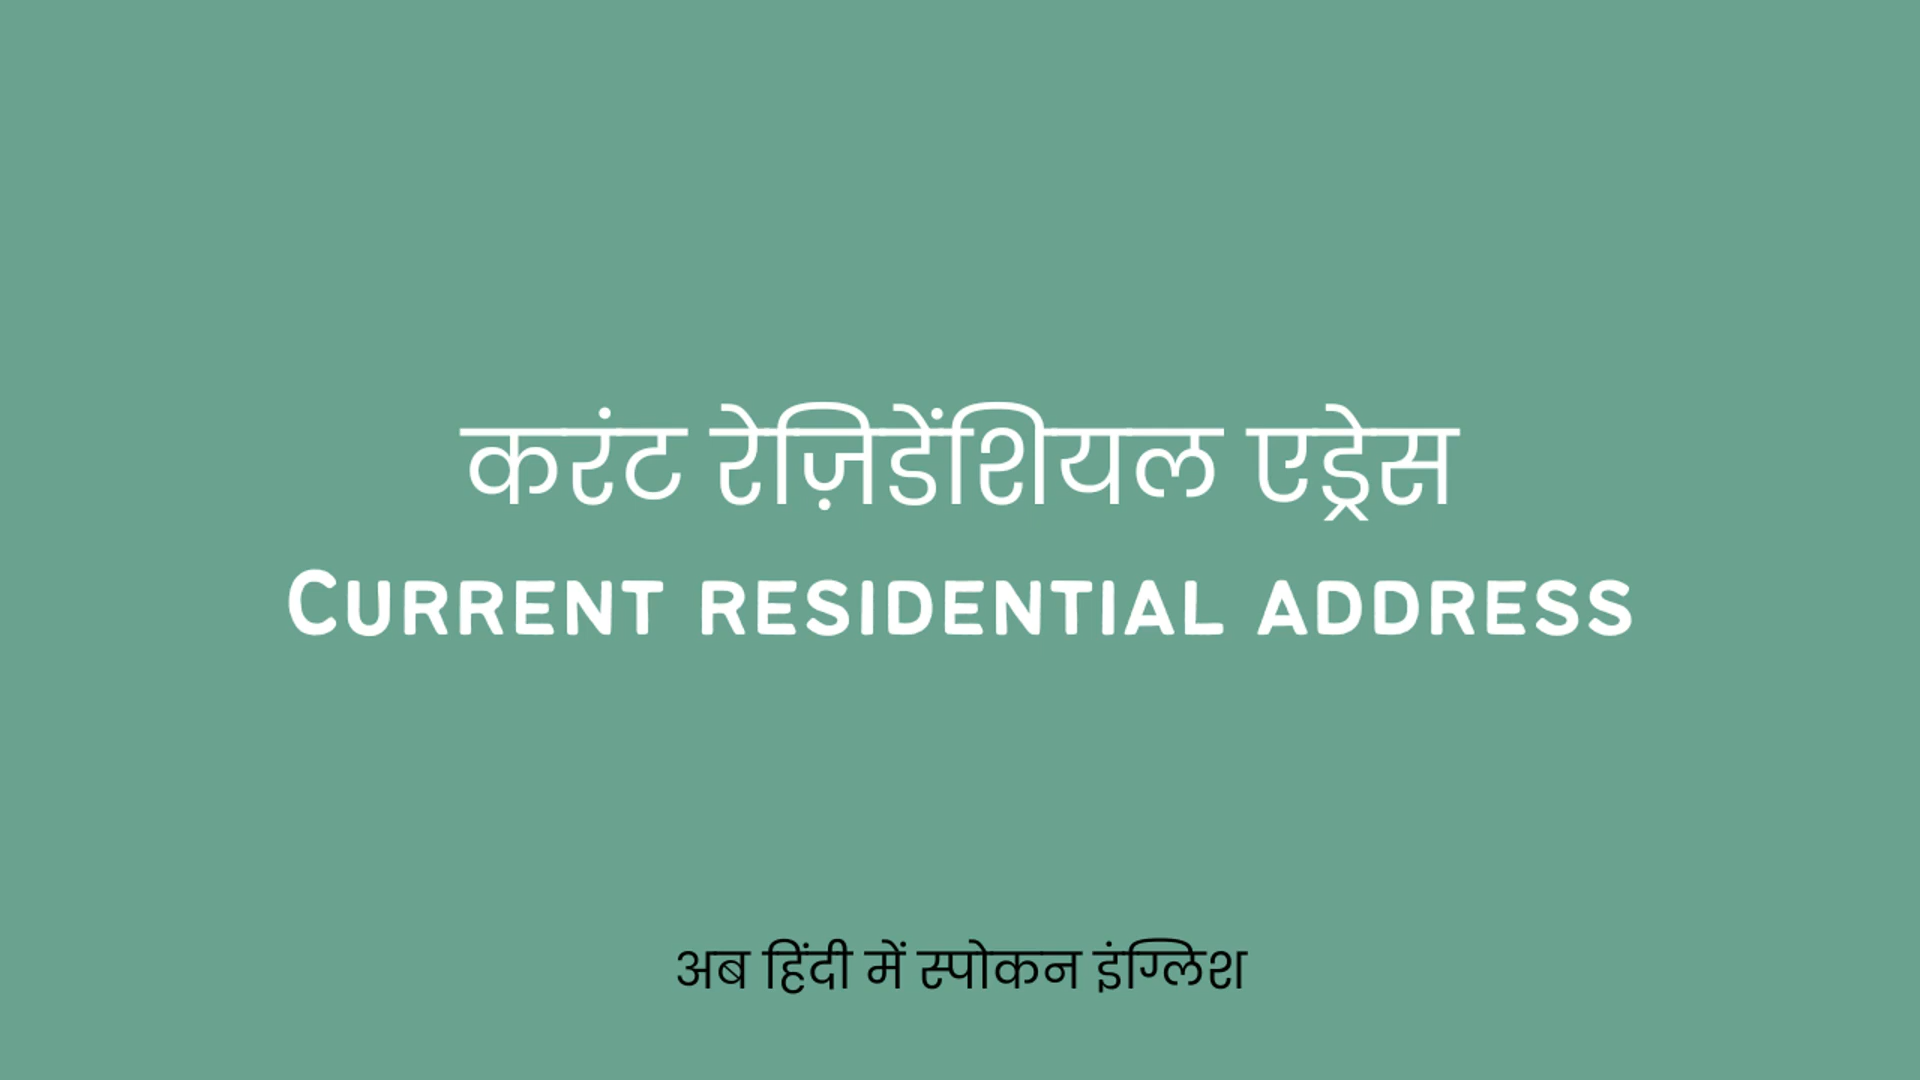 करंट रेज़िडेंशियल एड्रेस
Current residential address
अब हिंदी में स्पोकन इंग्लिश